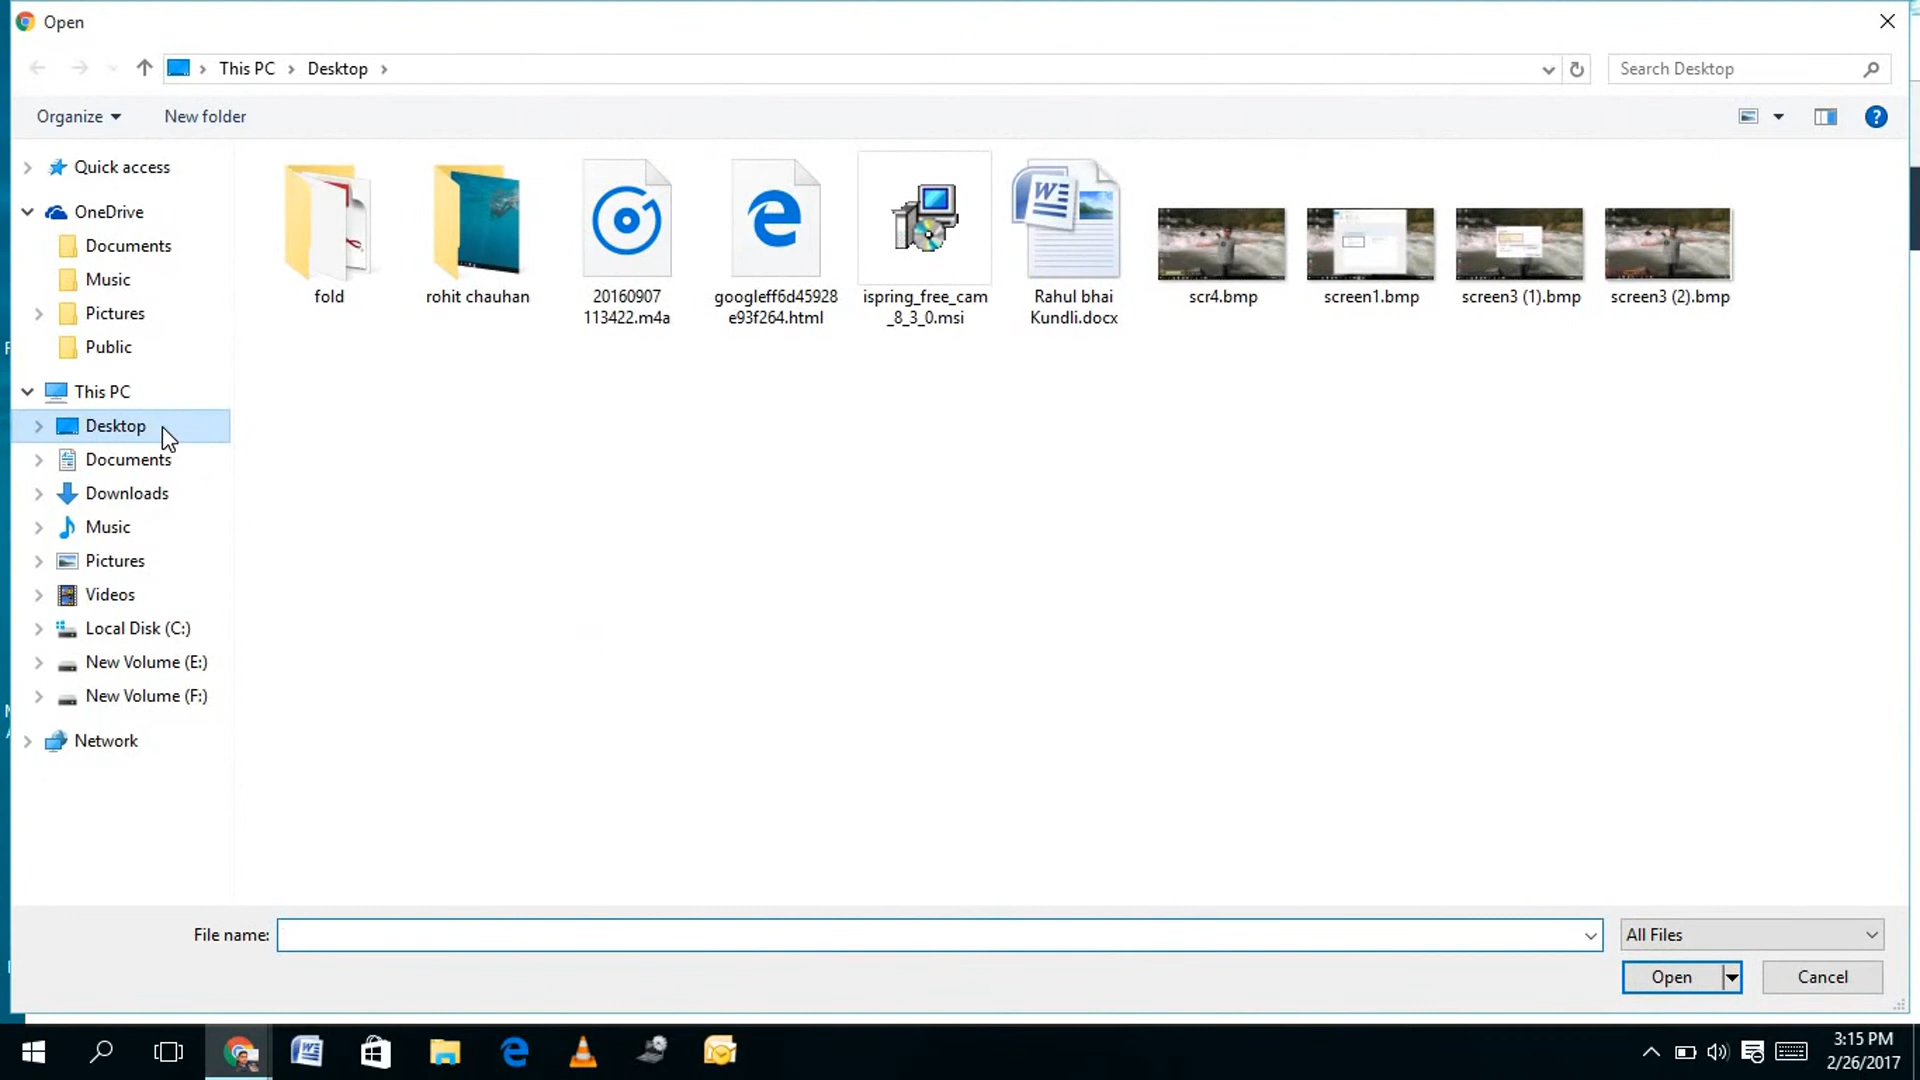 Open
This PC
Desktop
Search Desktop
Organize
New folder
Quick access
OneDrive
Documents
Music
Pictures
Public
This PC
Desktop
Documents
Downloads
Music
Pictures
Videos
Local Disk (C:)
New Volume (E:)
New Volume (F:)
Network
fold
rohit chauhan
20160907
113422.m4a
googleff6d45928
e93f264.html
ispring_free_cam
_8_3_0.msi
Rahul bhai
Kundli.docx
scr4.bmp
screen1.bmp
screen3 (1).bmp
screen3 (2).bmp
File name:
All Files
Open
Cancel
3:15 PM
2/26/2017